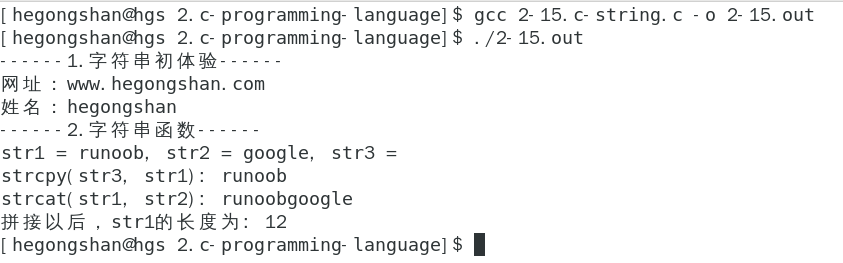 [hegongshan@hgs 2.c-programming-language]$ gcc 2-15.c-string.c -o 2-15.out
[hegongshan@hgs 2.c-programming-language]$ ./2-15.out
------1.字符串初体验------
网址：www.hegongshan.com
姓名：hegongshan
------2.字符串函数------
str1 = runoob, str2 = google, str3 =
strcpy(str3, str1): runoob
strcat(str1, str2): runoobgoogle
拼接以后，str1的长度为: 12
[hegongshan@hgs 2.c-programming-language]$